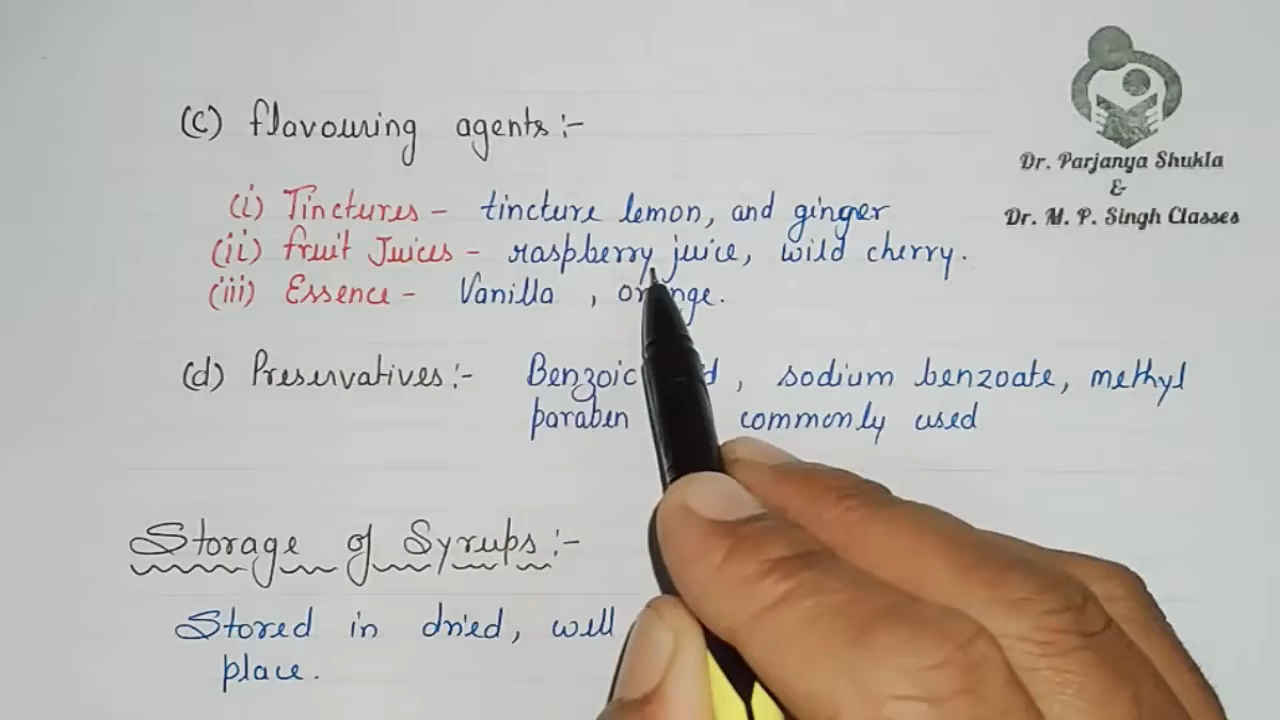 (c) flavouring agents:-
(i) Tinctures - tincture lemon, and ginger
(ii) fruit Juices - raspberry juice, wild cherry.
(iii) Essence - Vanilla , orange.
(d) Preservatives:- Benzoic , sodium benzoate, methyl
paraben commonly used
Storage of Syrups:-
Stored in dried, well
place.
Dr. Parjanya Shukla
&
Dr. M. P. Singh Classes